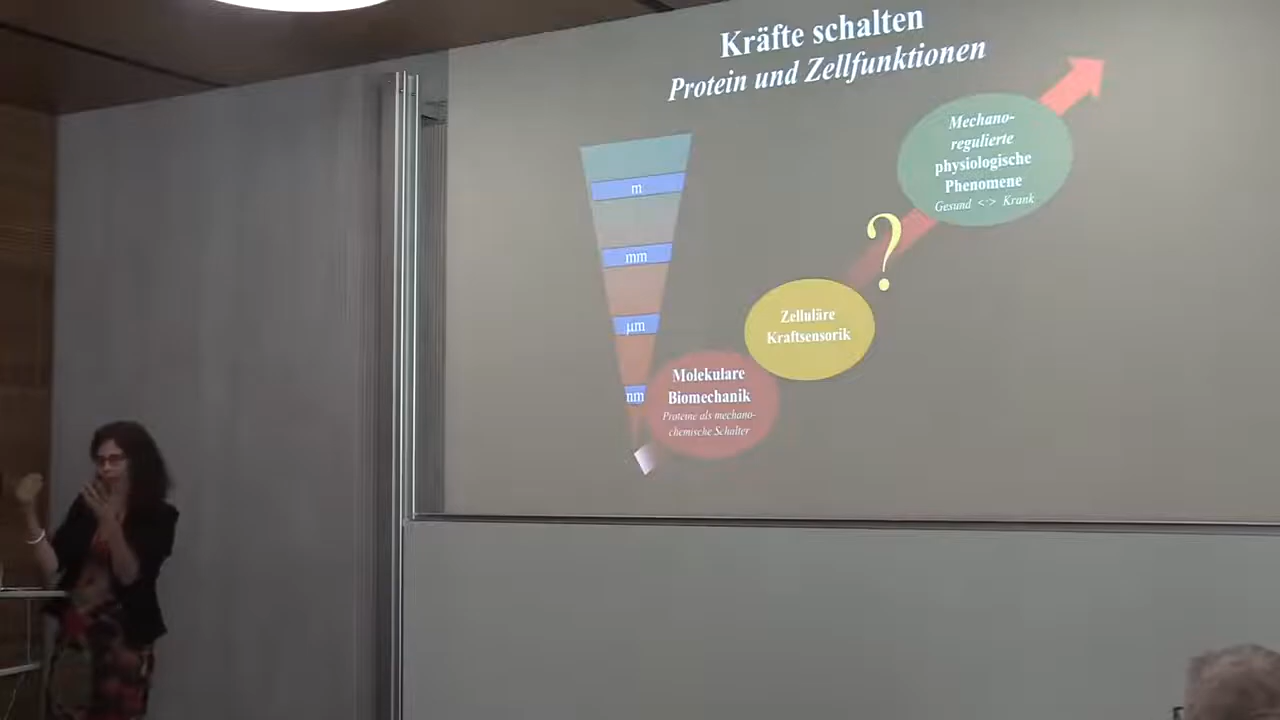 Kräfte schalten
Protein und Zellfunktionen
m
mm
μm
nm
Mechano-
regulierte
physiologische
Phenomene
Gesund <-> Krank
?
Zelluläre
Kraftsensorik
Molekulare
Biomechanik
Proteine als mechano-
chemische Schalter